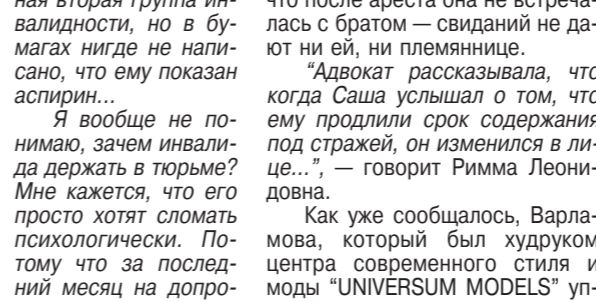 ная вторая группа ин-
валидности, но в бу-
магах нигде не напи-
сано, что ему показан
аспирин...
Я вообще не по-
нимаю, зачем инвали-
да держать в тюрьме?
Мне кажется, что его
просто хотят сломать
психологически. По-
тому что за послед-
ний месяц на допро-
что после ареста она не встреча-
лась с братом — свиданий не да-
ют ни ей, ни племяннице.
“Адвокат рассказывала, что
когда Саша услышал о том, что
ему продлили срок содержания
под стражей, он изменился в ли-
це...”, — говорит Римма Леони-
довна.
Как уже сообщалось, Варла-
мова, который был худруком
центра современного стиля и
моды “UNIVERSUM MODELS” уп-